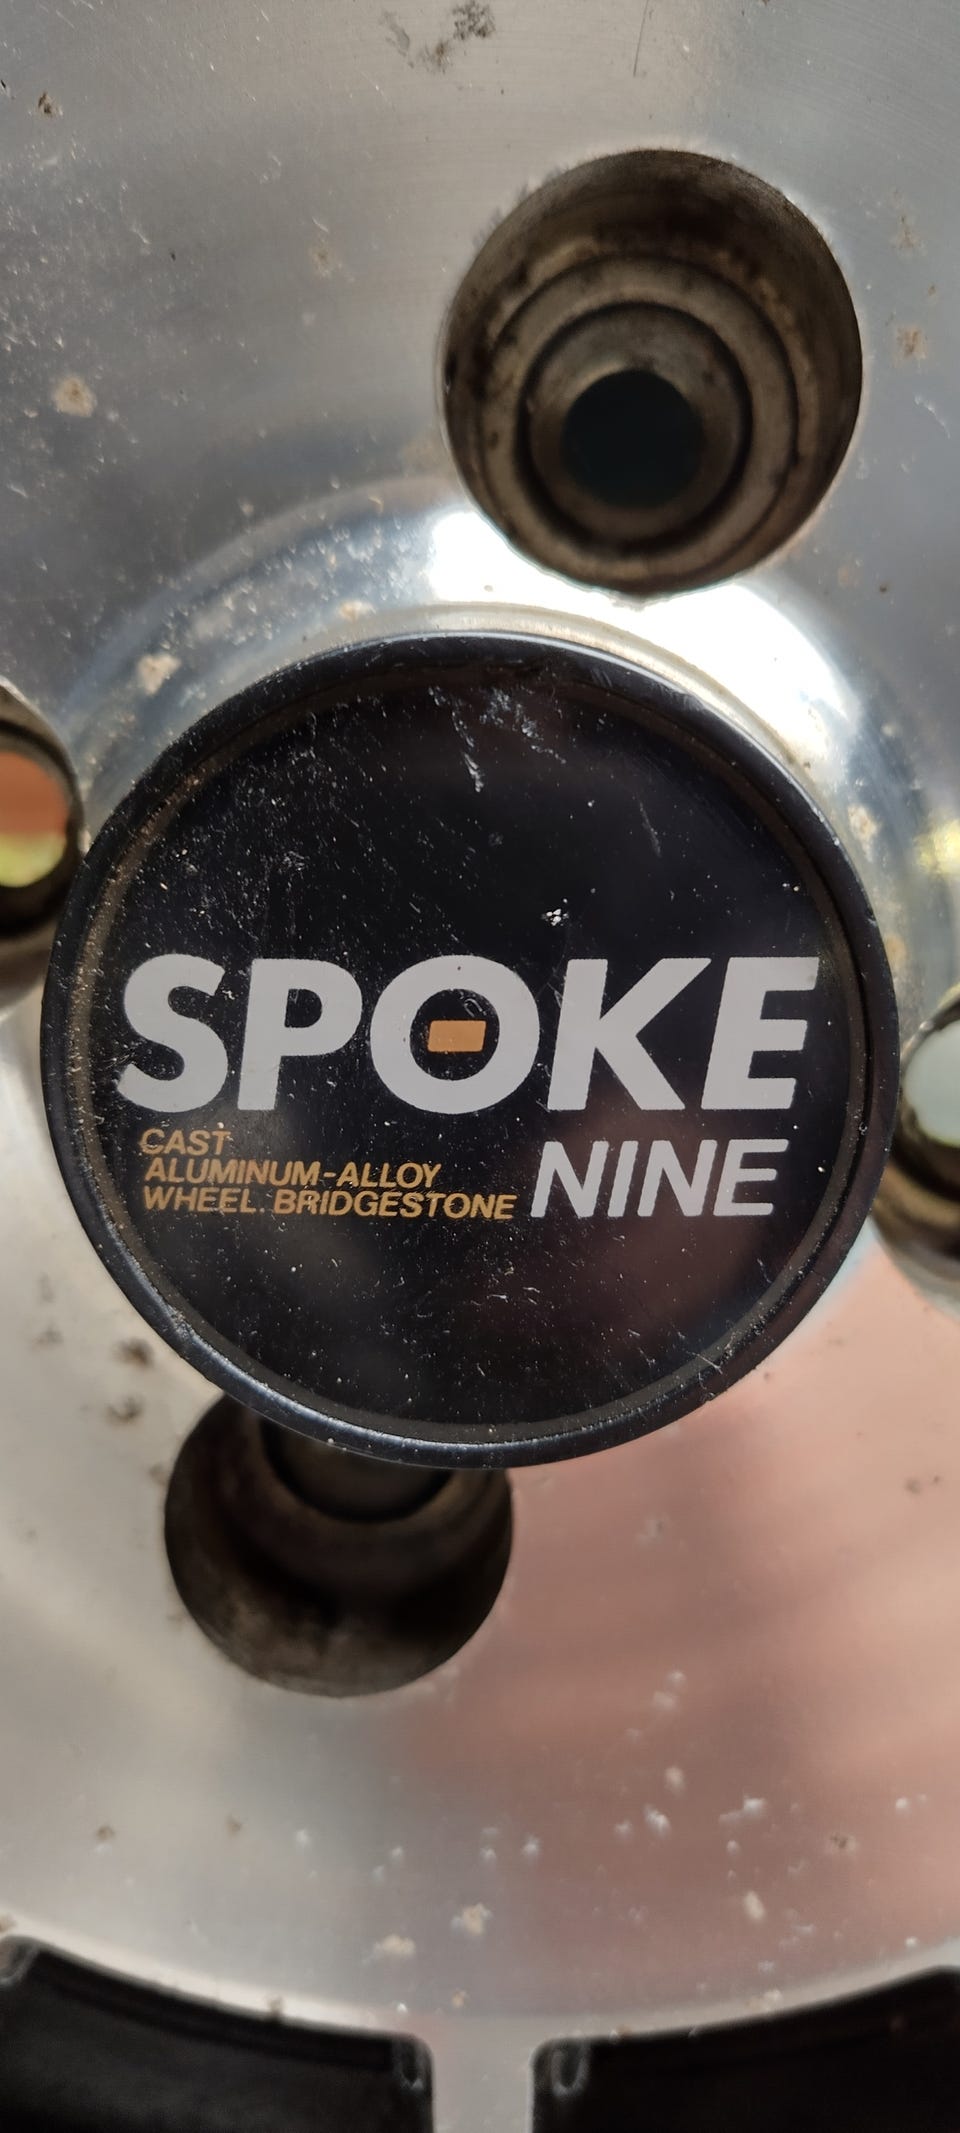 SPOKE
CAST
ALUMINUM-ALLOY
WHEEL. BRIDGESTONE
NINE